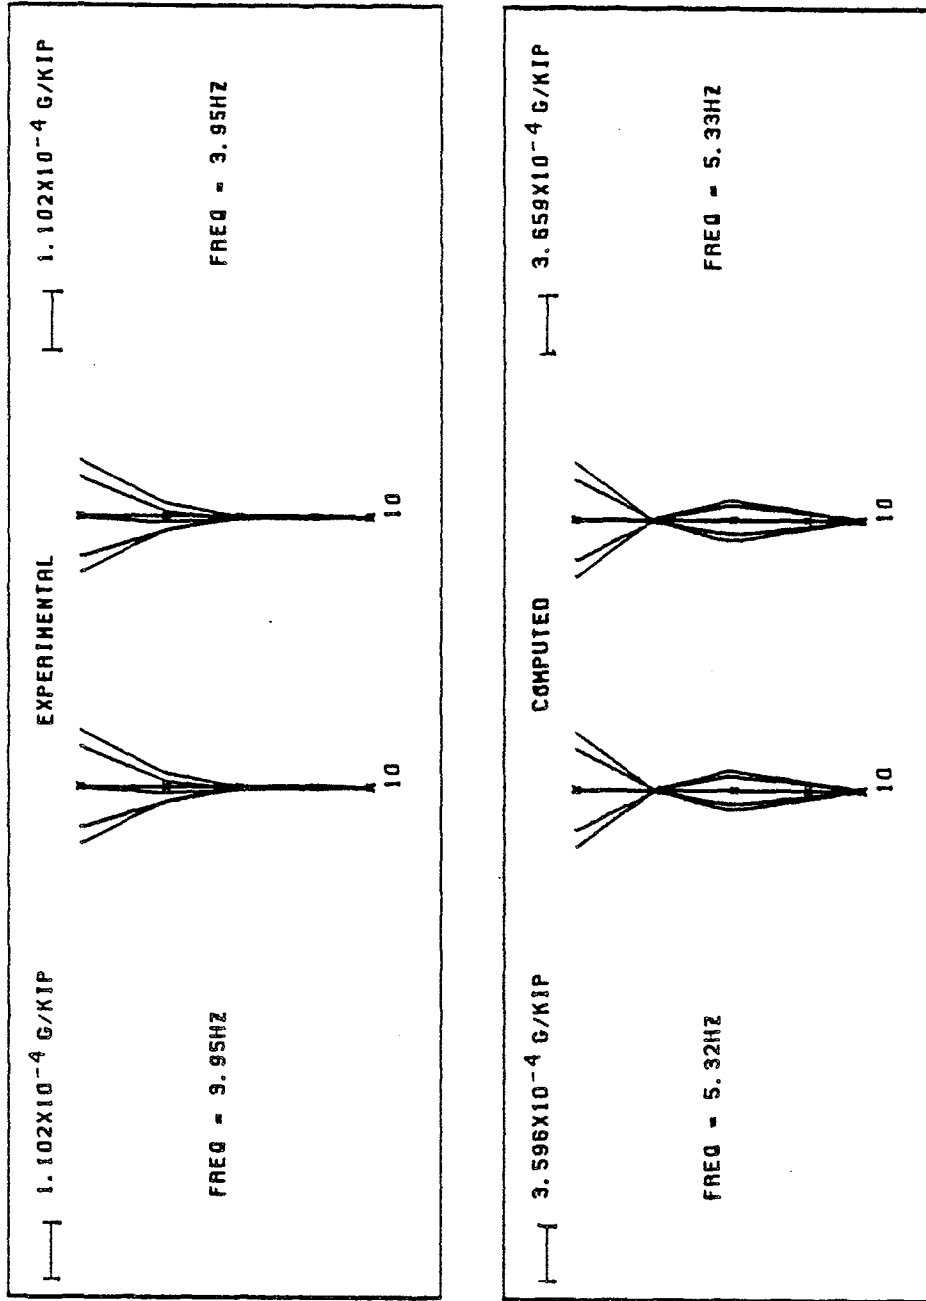 1.102X10⁻⁴ G/KIP
EXPERIMENTAL
1.102X10⁻⁴ G/KIP
FREQ = 3.95HZ
FREQ = 3.95HZ
10
10
3.596X10⁻⁴ G/KIP
COMPUTED
3.659X10⁻⁴ G/KIP
FREQ = 5.32HZ
FREQ = 5.33HZ
10
10